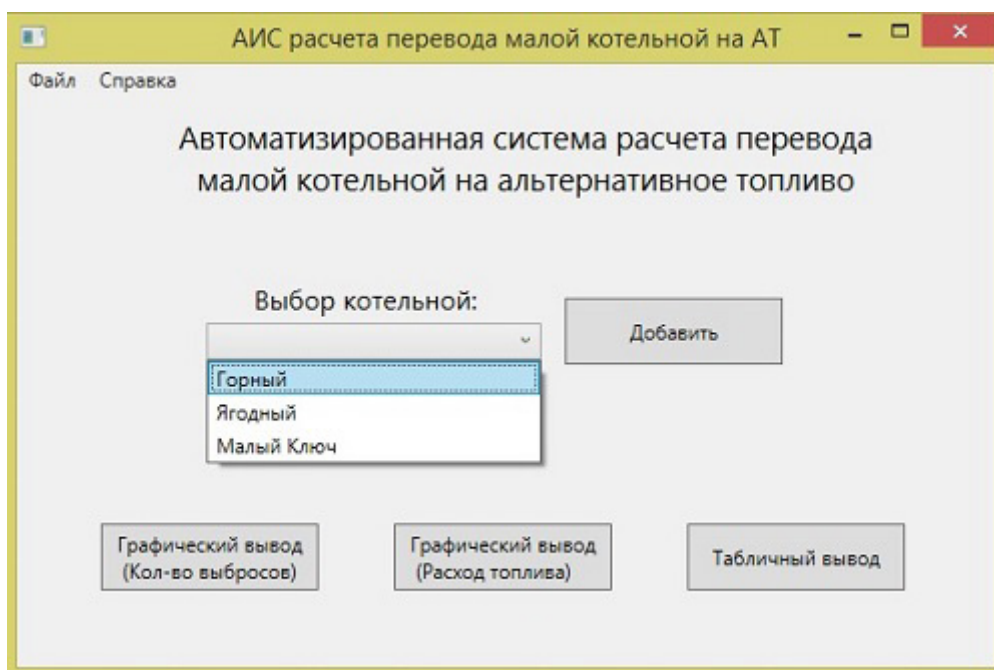 АИС расчета перевода малой котельной на АТ
Файл Справка
Автоматизированная система расчета перевода
малой котельной на альтернативное топливо
Выбор котельной:
Добавить
Горный
Ягодный
Малый Ключ
Графический вывод
(Кол-во выбросов)
Графический вывод
(Расход топлива)
Табличный вывод